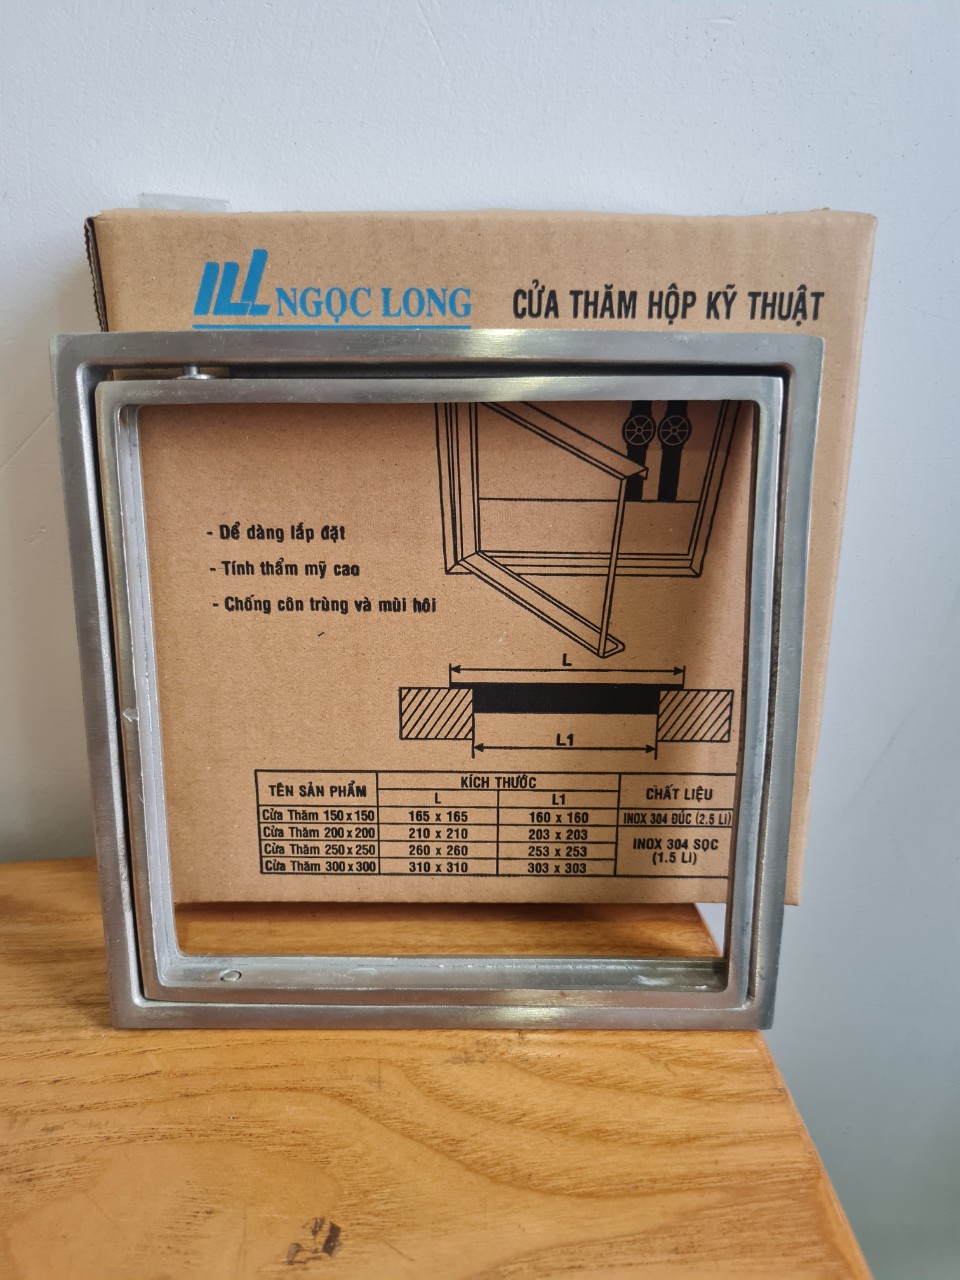 NGỌC LONG
CỬA THĂM HỘP KỸ THUẬT
- Dể dàng lắp đặt
- Tính thẩm mỹ cao
- Chống côn trùng và mùi hôi
L
L1
TÊN SẢN PHẨM KÍCH THƯỚC CHẤT LIỆU
L L1
Cửa Thăm 150 x 150 165 x 165 160 x 160 INOX 304 ĐÚC (2.5 Li)
Cửa Thăm 200 x 200 210 x 210 203 x 203 INOX 304 SỌC
Cửa Thăm 250 x 250 260 x 260 253 x 253 (1.5 Li)
Cửa Thăm 300 x 300 310 x 310 303 x 303